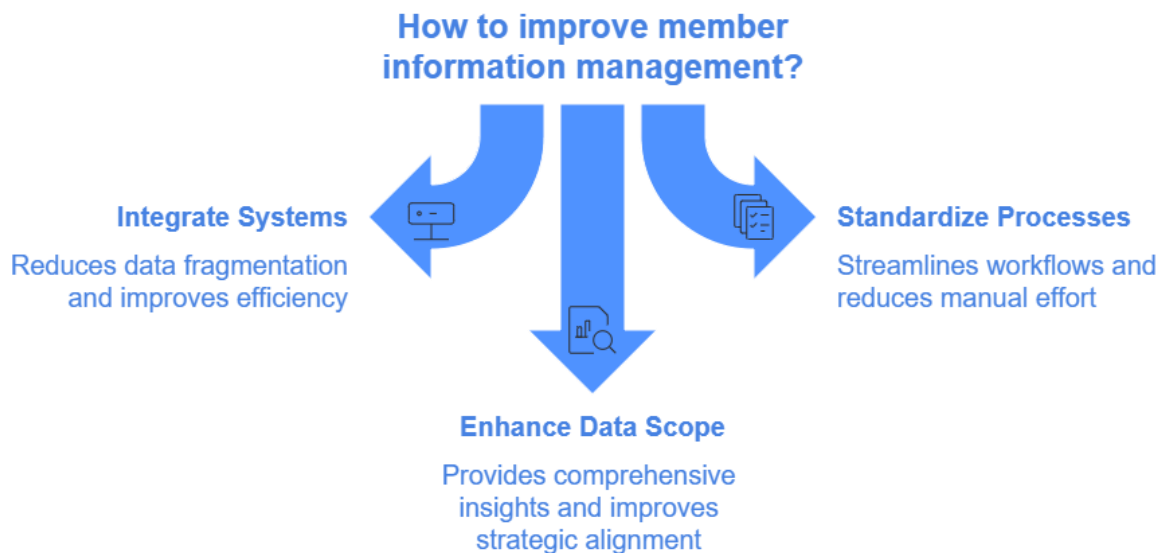 How to improve member
information management?
Integrate Systems
Reduces data fragmentation
and improves efficiency
Standardize Processes
Streamlines workflows and
reduces manual effort
Enhance Data Scope
Provides comprehensive
insights and improves
strategic alignment